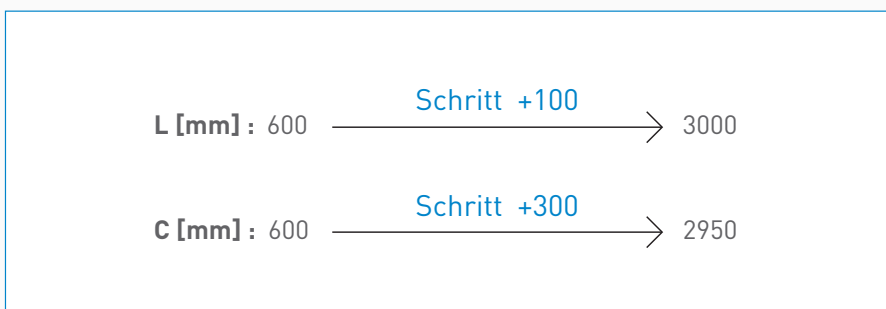 Schritt +100
L [mm] : 600 3000
Schritt +300
C [mm] : 600 2950